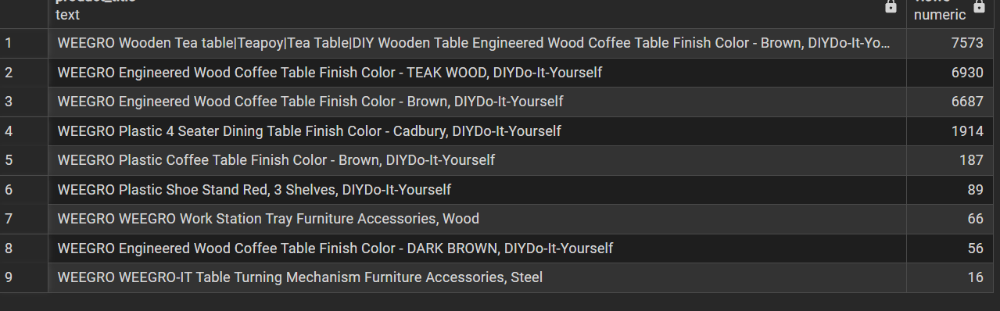 text
numeric
1 WEEGRO Wooden Tea table|Teapoy|Tea Table|DIY Wooden Table Engineered Wood Coffee Table Finish Color - Brown, DIYDo-It-Yo... 7573
2 WEEGRO Engineered Wood Coffee Table Finish Color - TEAK WOOD, DIYDo-It-Yourself 6930
3 WEEGRO Engineered Wood Coffee Table Finish Color - Brown, DIYDo-It-Yourself 6687
4 WEEGRO Plastic 4 Seater Dining Table Finish Color - Cadbury, DIYDo-It-Yourself 1914
5 WEEGRO Plastic Coffee Table Finish Color - Brown, DIYDo-It-Yourself 187
6 WEEGRO Plastic Shoe Stand Red, 3 Shelves, DIYDo-It-Yourself 89
7 WEEGRO WEEGRO Work Station Tray Furniture Accessories, Wood 66
8 WEEGRO Engineered Wood Coffee Table Finish Color - DARK BROWN, DIYDo-It-Yourself 56
9 WEEGRO WEEGRO-IT Table Turning Mechanism Furniture Accessories, Steel 16